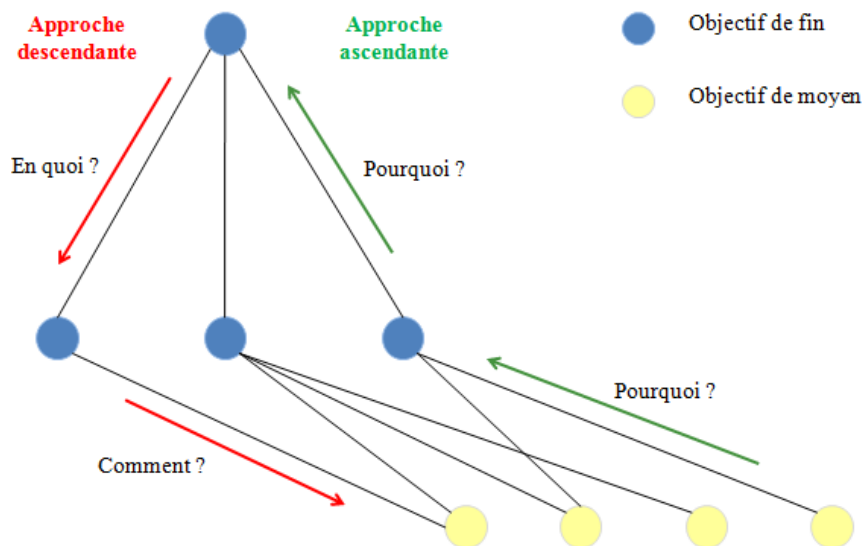 Approche
descendante
Approche
ascendante
Objectif de fin
Objectif de moyen
En quoi ?
Pourquoi ?
Pourquoi ?
Comment ?